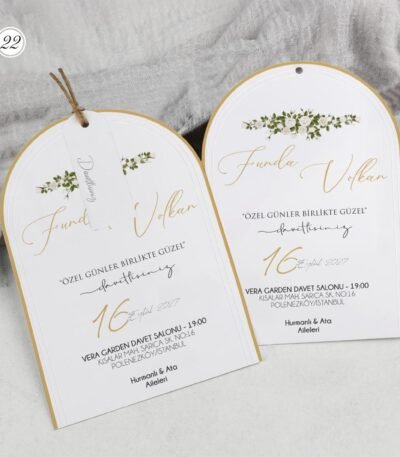 22
Davetiyemiz
Funda
Volkan
"ÖZEL GÜNLER BİRLİKTE GÜZEL"
davetlisiniz
16 Eylül 2027
VERA GARDEN DAVET SALONU - 19:00
KISALAR MAH. SARICA SK. NO:16
POLENEZKÖY/İSTANBUL
Hurmanlı & Ata
Aileleri
Funda
Volkan
"ÖZEL GÜNLER BİRLİKTE GÜZEL"
davetlisiniz
16 Eylül 2027
VERA GARDEN DAVET SALONU - 19:00
KISALAR MAH. SARICA SK. NO:16
POLENEZKÖY/İSTANBUL
Hurmanlı & Ata
Aileleri